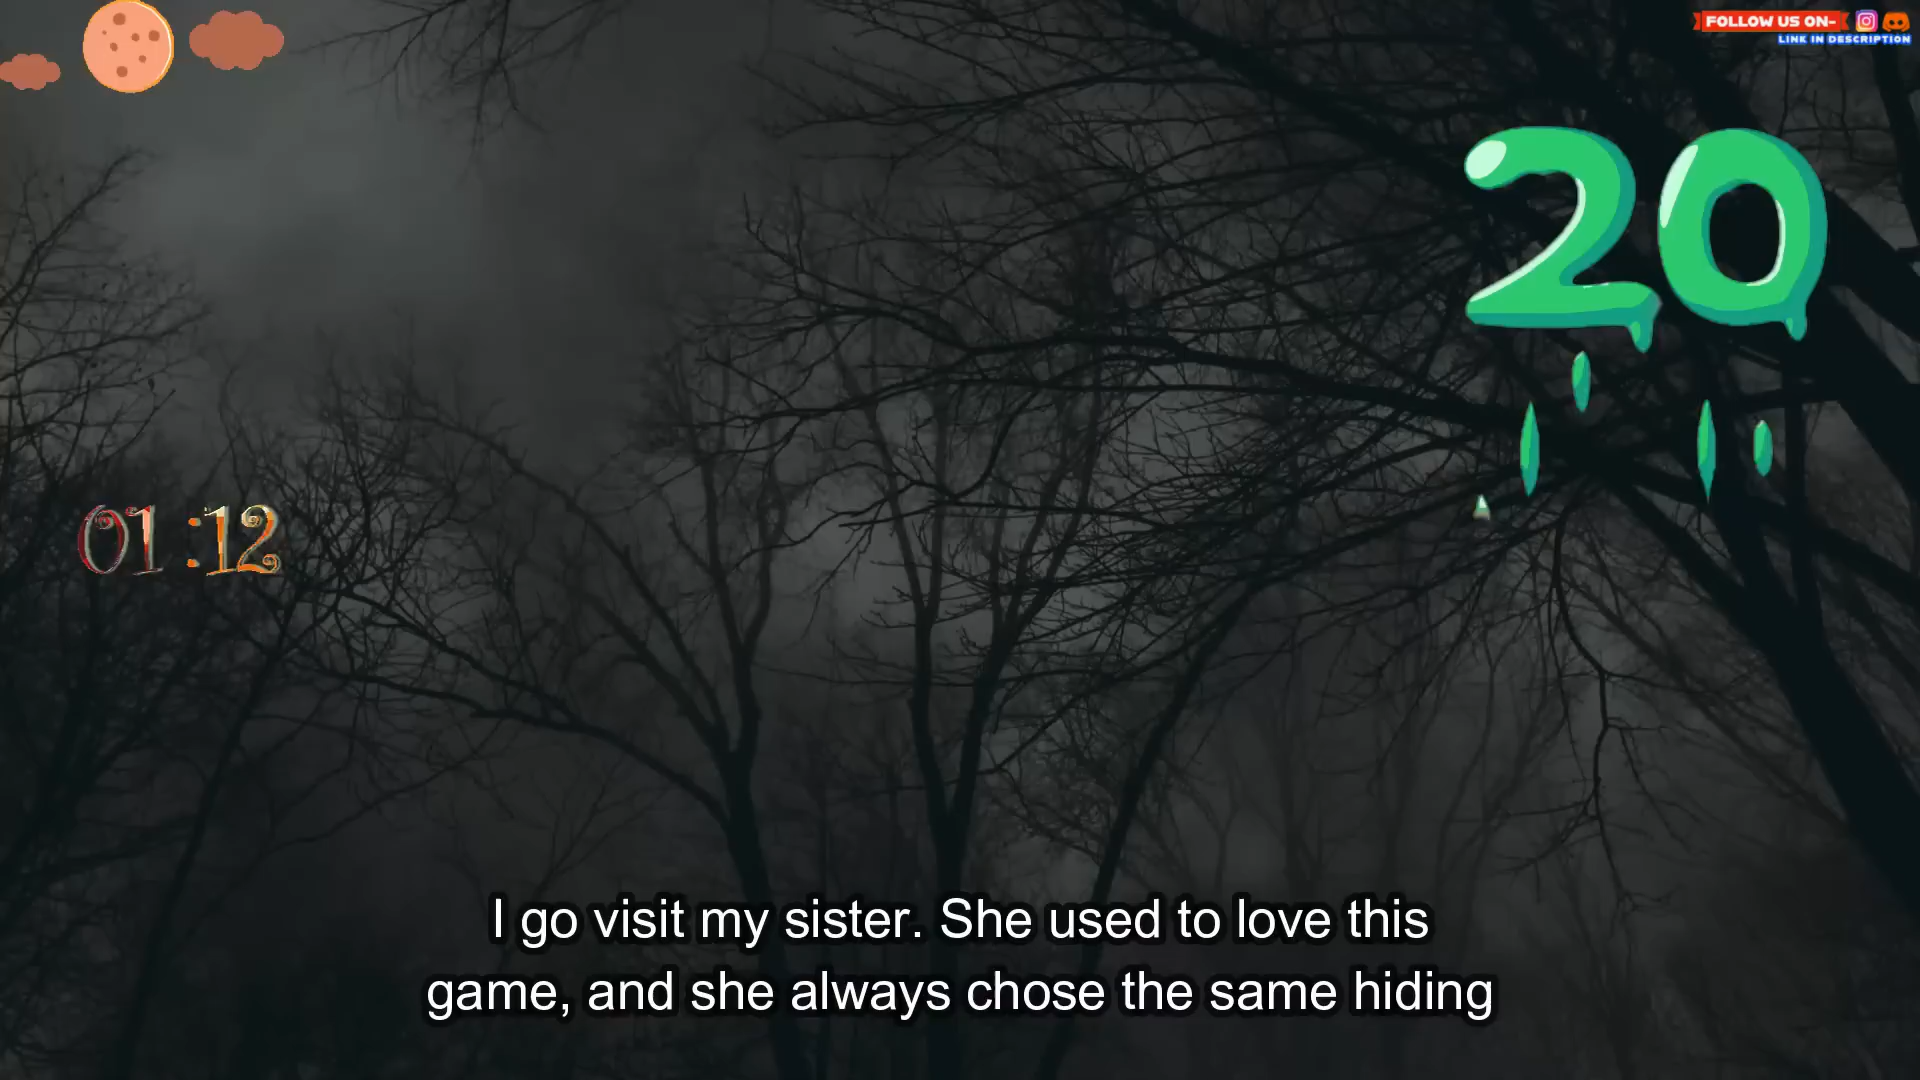 FOLLOW US ON-
LINK IN DESCRIPTION
20
01:12
I go visit my sister. She used to love this
game, and she always chose the same hiding